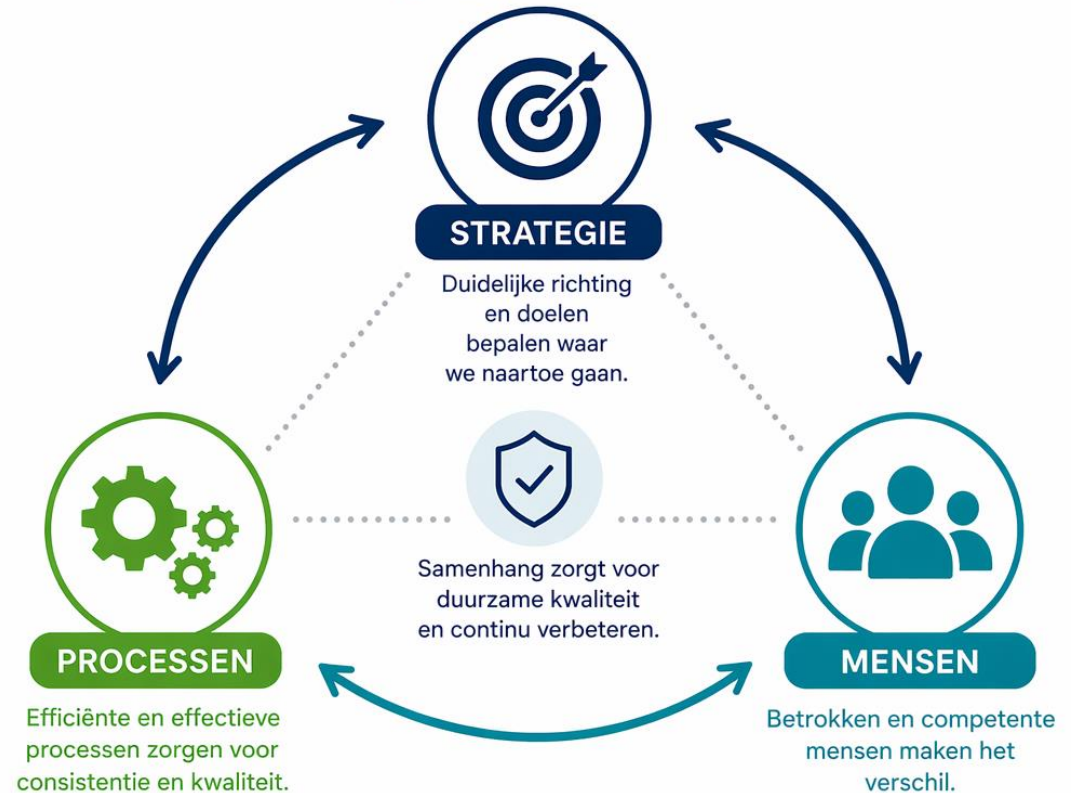 STRATEGIE
Duidelijke richting
en doelen
bepalen waar
we naartoe gaan.
Samenhang zorgt voor
duurzame kwaliteit
en continu verbeteren.
PROCESSEN
Efficiënte en effectieve
processen zorgen voor
consistentie en kwaliteit.
MENSEN
Betrokken en competente
mensen maken het
verschil.